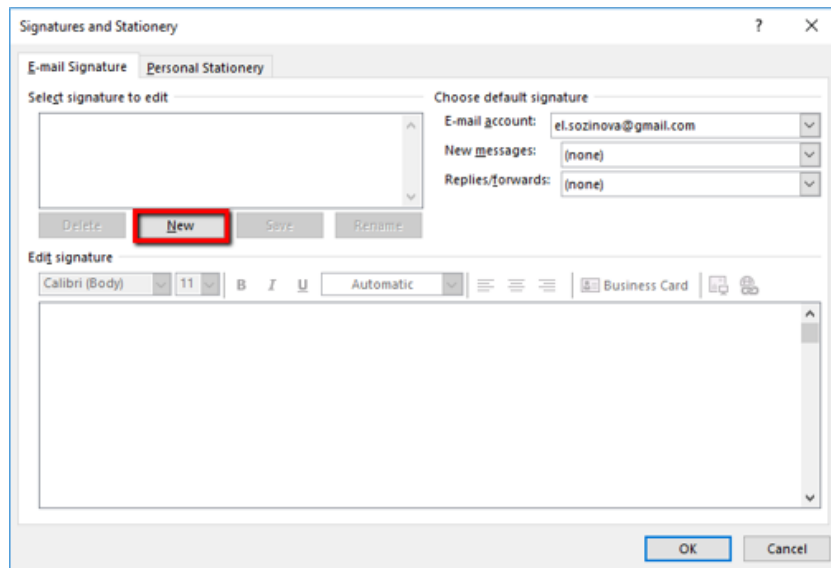 Signatures and Stationery ? ×
E-mail Signature Personal Stationery
Select signature to edit Choose default signature
E-mail account: el.sozinova@gmail.com
New messages: (none)
Replies/forwards: (none)
Delete New Save Rename
Edit signature
Calibri (Body) 11 B I U Automatic Business Card
OK Cancel